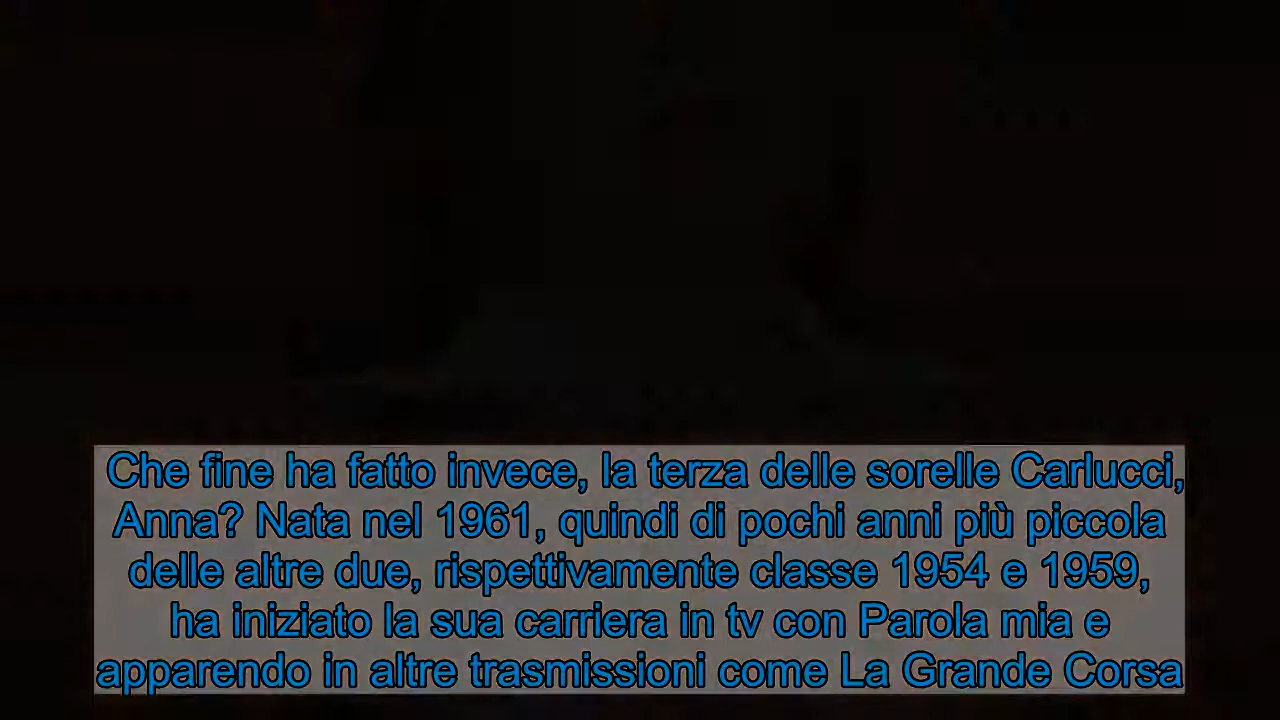 Che fine ha fatto invece, la terza delle sorelle Carlucci,
Anna? Nata nel 1961, quindi di pochi anni più piccola
delle altre due, rispettivamente classe 1954 e 1959,
ha iniziato la sua carriera in tv con Parola mia e
apparendo in altre trasmissioni come La Grande Corsa